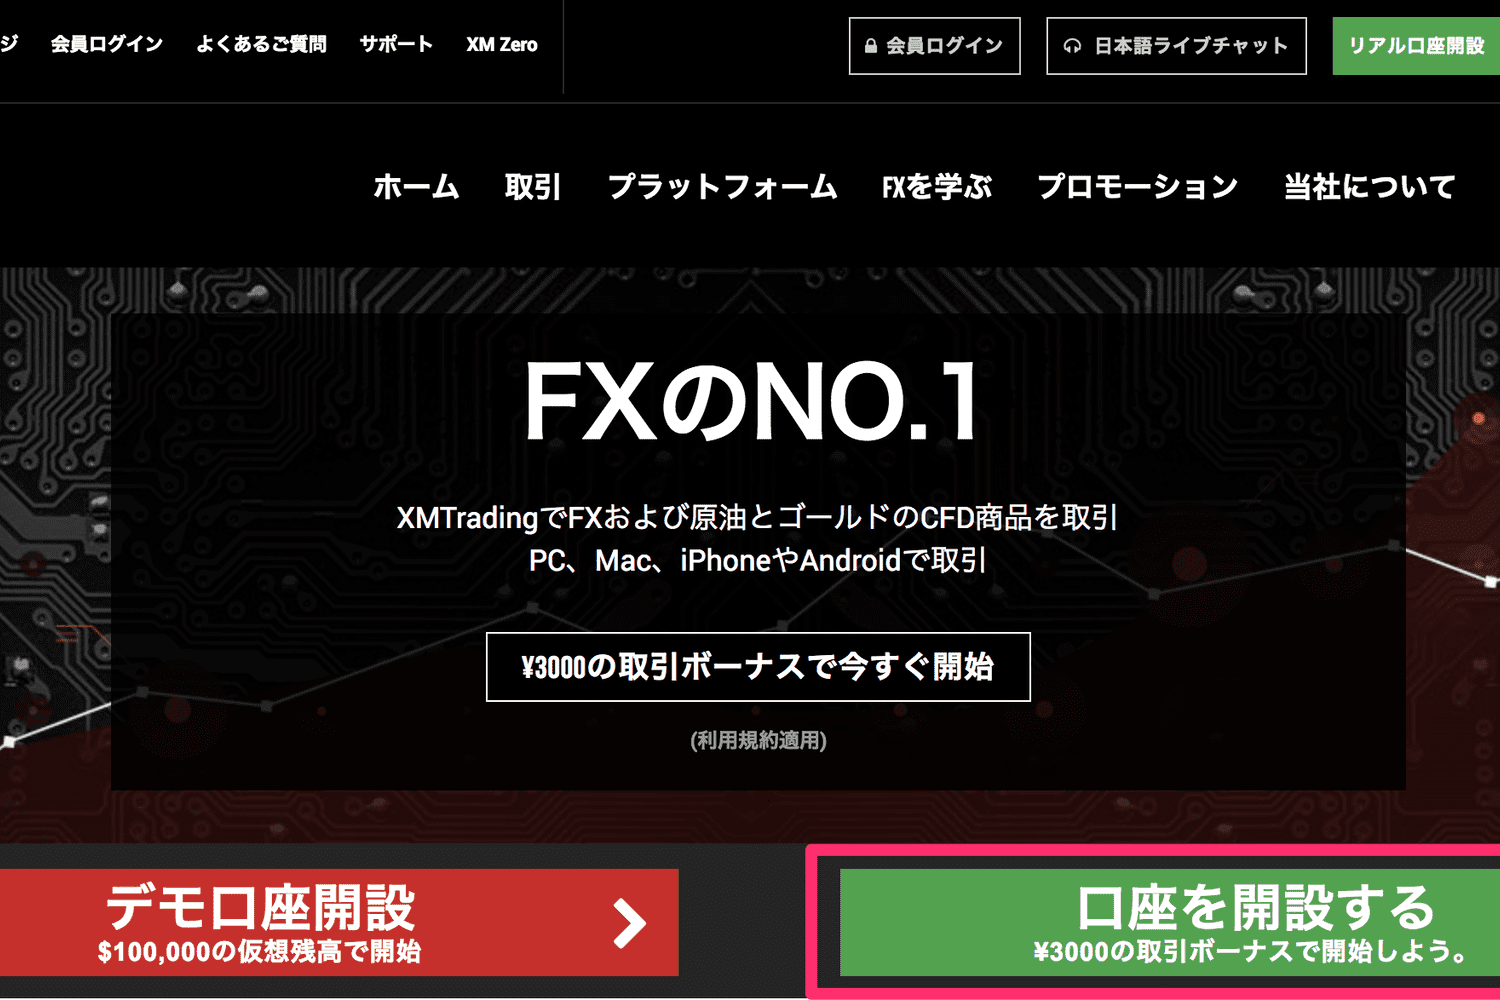 ジ 会員ログイン よくあるご質問 サポート XM Zero
会員ログイン 日本語ライブチャット リアル口座開設
ホーム 取引 プラットフォーム FXを学ぶ プロモーション 当社について
FXのNO.1
XMTradingでFXおよび原油とゴールドのCFD商品を取引
PC、Mac、iPhoneやAndroidで取引
¥3000の取引ボーナスで今すぐ開始
(利用規約適用)
デモ口座開設
$100,000の仮想残高で開始
口座を開設する
¥3000の取引ボーナスで開始しよう。